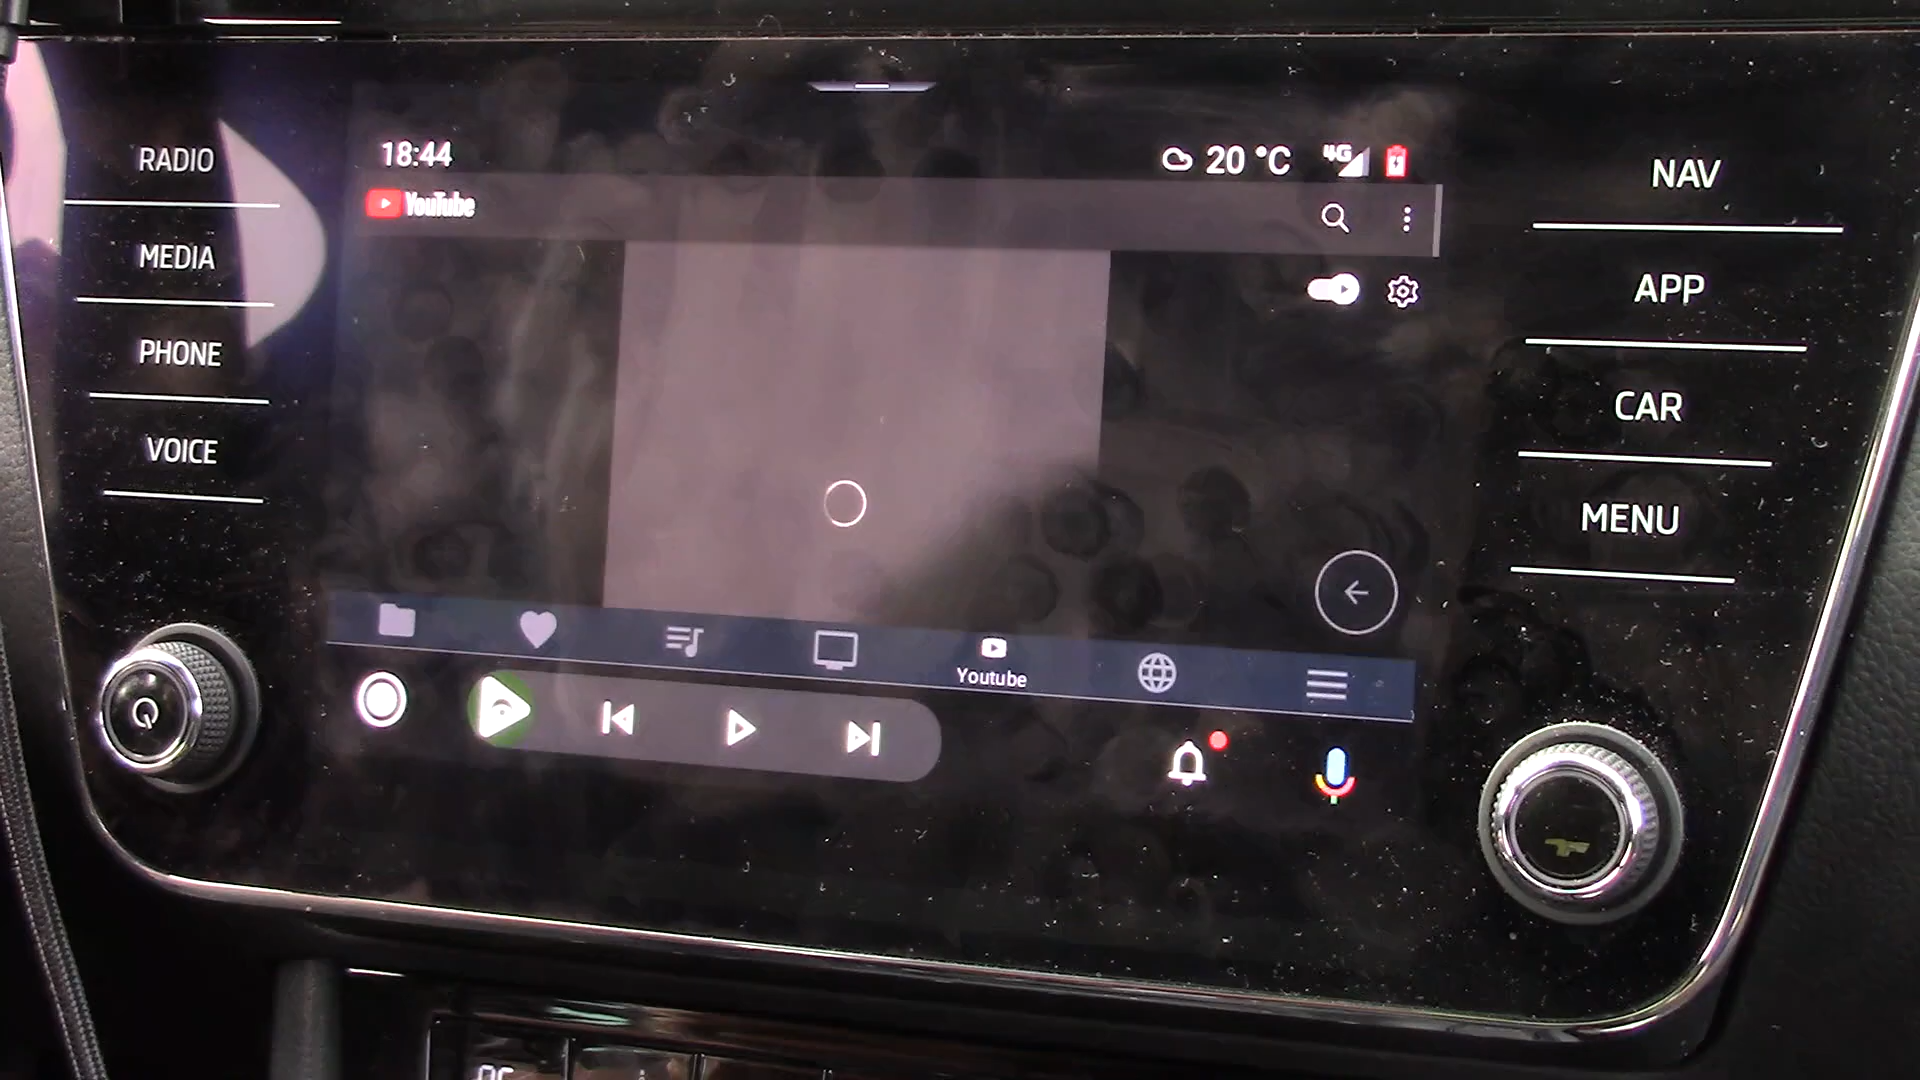 RADIO
MEDIA
PHONE
VOICE
18:44
20 °C
4G
YouTube
Youtube
NAV
APP
CAR
MENU